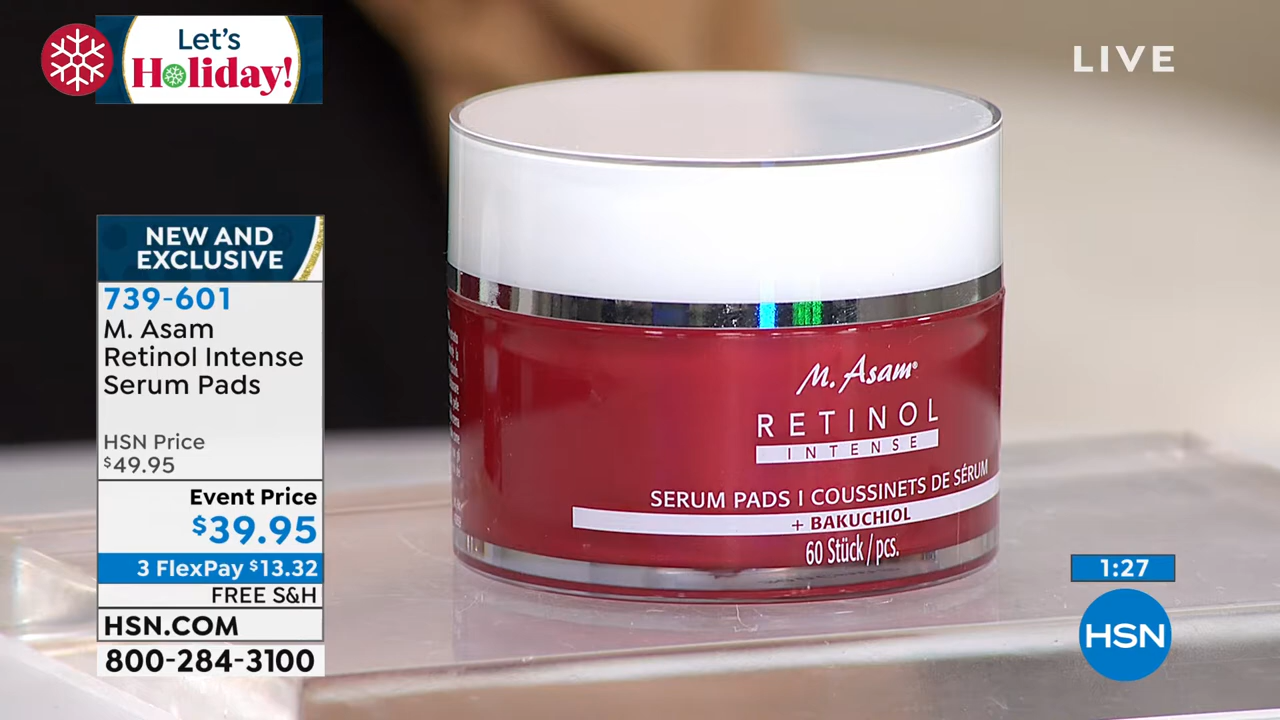 Let's
Holiday!
LIVE
NEW AND
EXCLUSIVE
739-601
M. Asam
Retinol Intense
Serum Pads
HSN Price
$49.95
Event Price
$39.95
3 FlexPay $13.32
FREE S&H
HSN.COM
800-284-3100
M. Asam®
RETINOL
INTENSE
SERUM PADS I COUSSINETS DE SÉRUM
+ BAKUCHIOL
60 Stück / pcs.
1:27
HSN